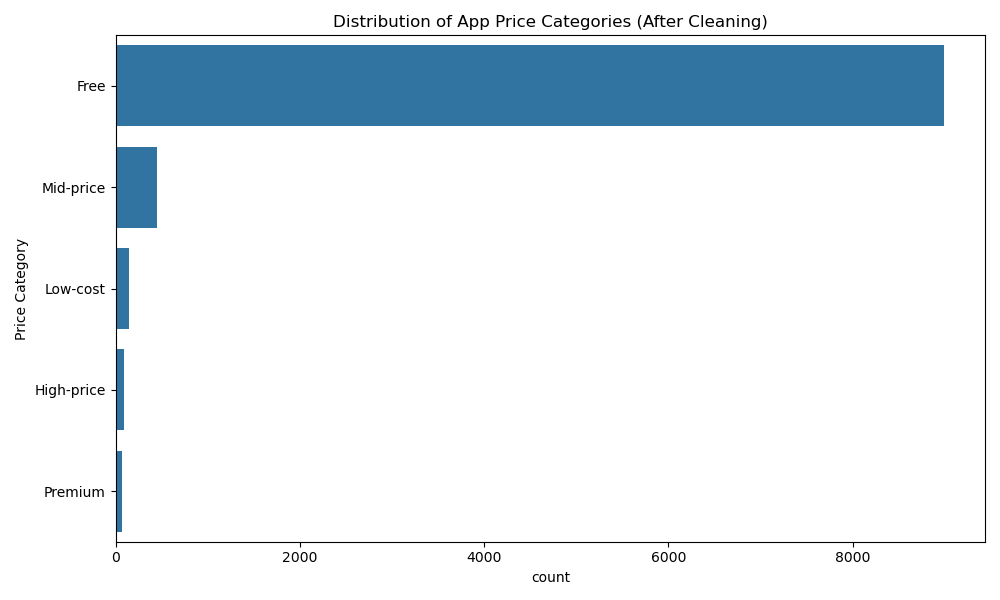 Distribution of App Price Categories (After Cleaning)
Price Category
Free
Mid-price
Low-cost
High-price
Premium
0 2000 4000 6000 8000
count